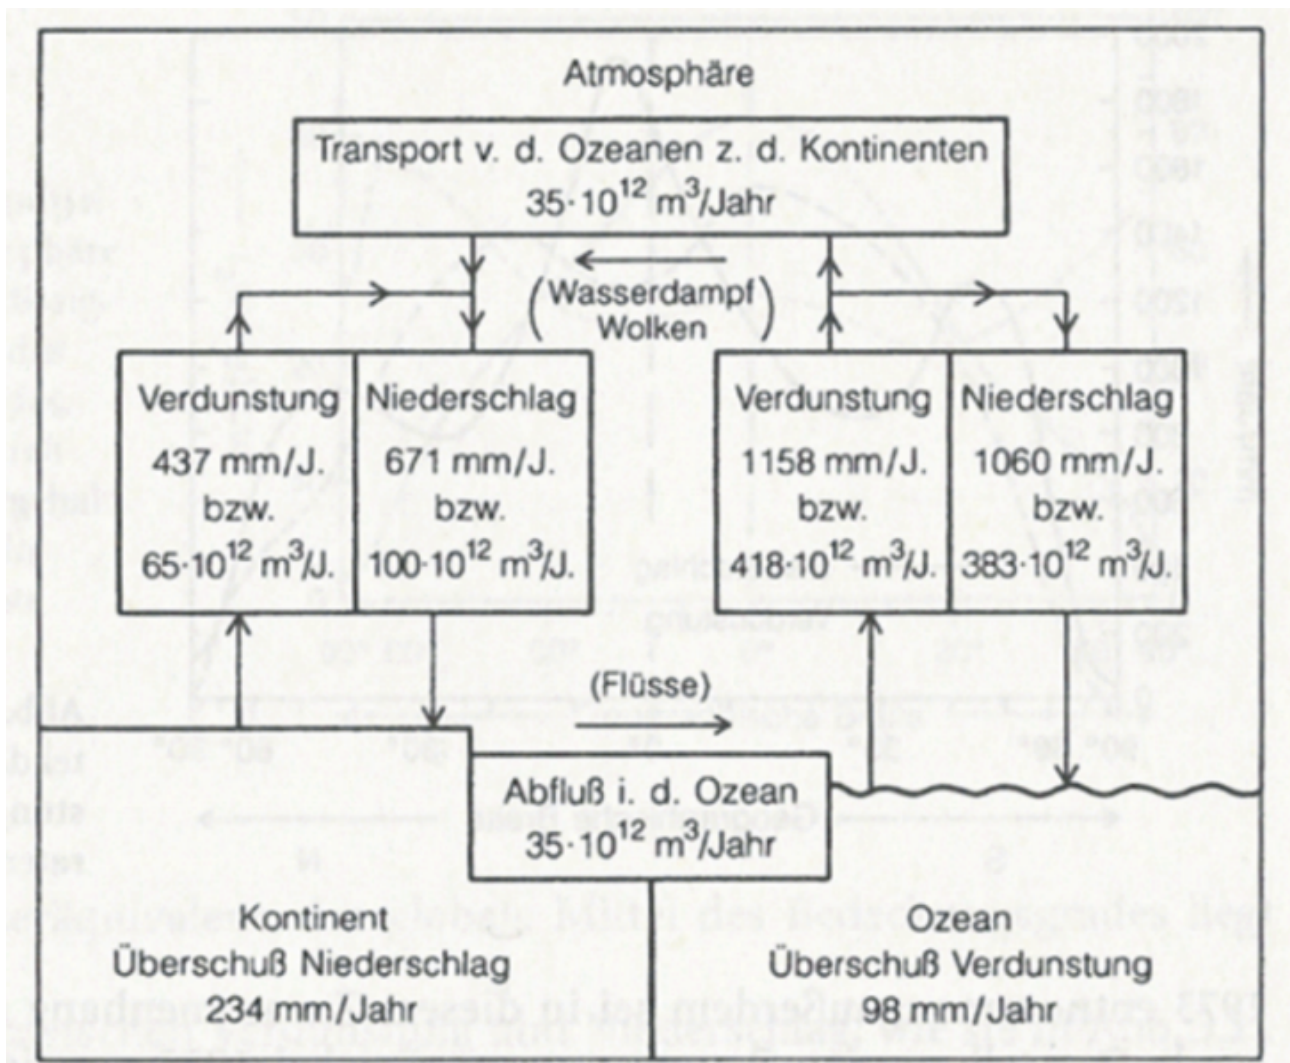 Atmosphäre
Transport v. d. Ozeanen z. d. Kontinenten
35·10¹² m³/Jahr
(Wasserdampf
Wolken)
Verdunstung
437 mm/J.
bzw.
65·10¹² m³/J.
Niederschlag
671 mm/J.
bzw.
100·10¹² m³/J.
Verdunstung
1158 mm/J.
bzw.
418·10¹² m³/J.
Niederschlag
1060 mm/J.
bzw.
383·10¹² m³/J.
(Flüsse)
Abfluß i. d. Ozean
35·10¹² m³/Jahr
Kontinent
Überschuß Niederschlag
234 mm/Jahr
Ozean
Überschuß Verdunstung
98 mm/Jahr